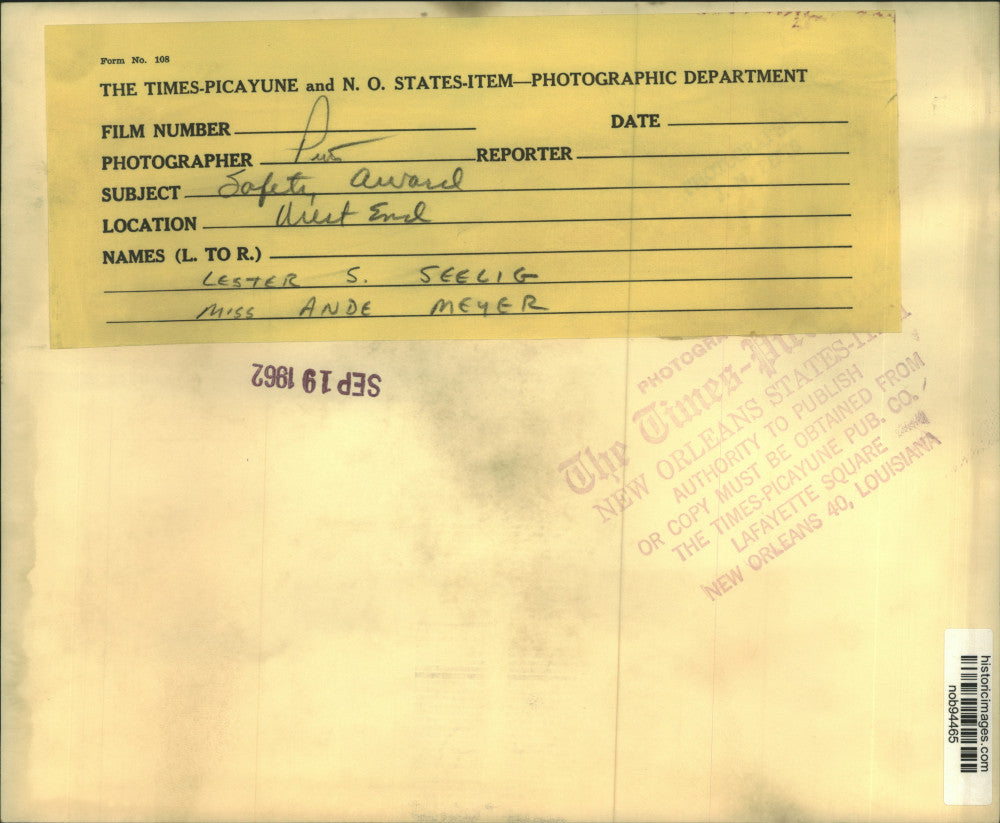 Form No. 108
THE TIMES-PICAYUNE and N. O. STATES-ITEM—PHOTOGRAPHIC DEPARTMENT
FILM NUMBER
DATE
PHOTOGRAPHER
REPORTER
SUBJECT Safety Award
LOCATION West End
NAMES (L. TO R.)
LESTER S. SEELIG
MISS ANDE MEYER
SEP 19 1962
The Times-
NEW ORLEANS STATES-
AUTHORITY TO PUBLISH
OR COPY MUST BE OBTAINED FROM
THE TIMES-PICAYUNE PUB. CO.
LAFAYETTE SQUARE
NEW ORLEANS 40, LOUISIANA
historicimages.com
nob94465